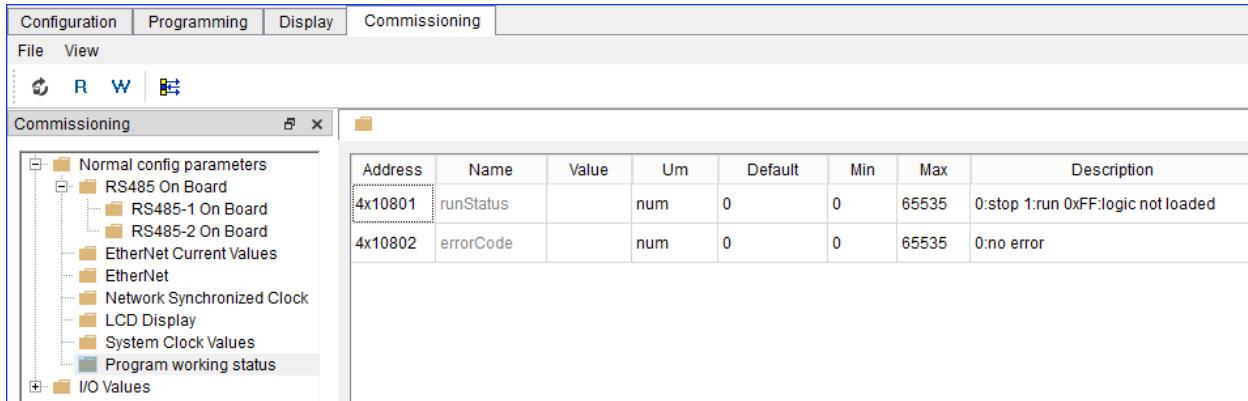 Configuration Programming Display Commissioning
File View
R W
Commissioning
Normal config parameters
RS485 On Board
RS485-1 On Board
RS485-2 On Board
EtherNet Current Values
EtherNet
Network Synchronized Clock
LCD Display
System Clock Values
Program working status
I/O Values
Address Name Value Um Default Min Max Description
4x10801 runStatus num 0 0 65535 0:stop 1:run 0xFF:logic not loaded
4x10802 errorCode num 0 0 65535 0:no error